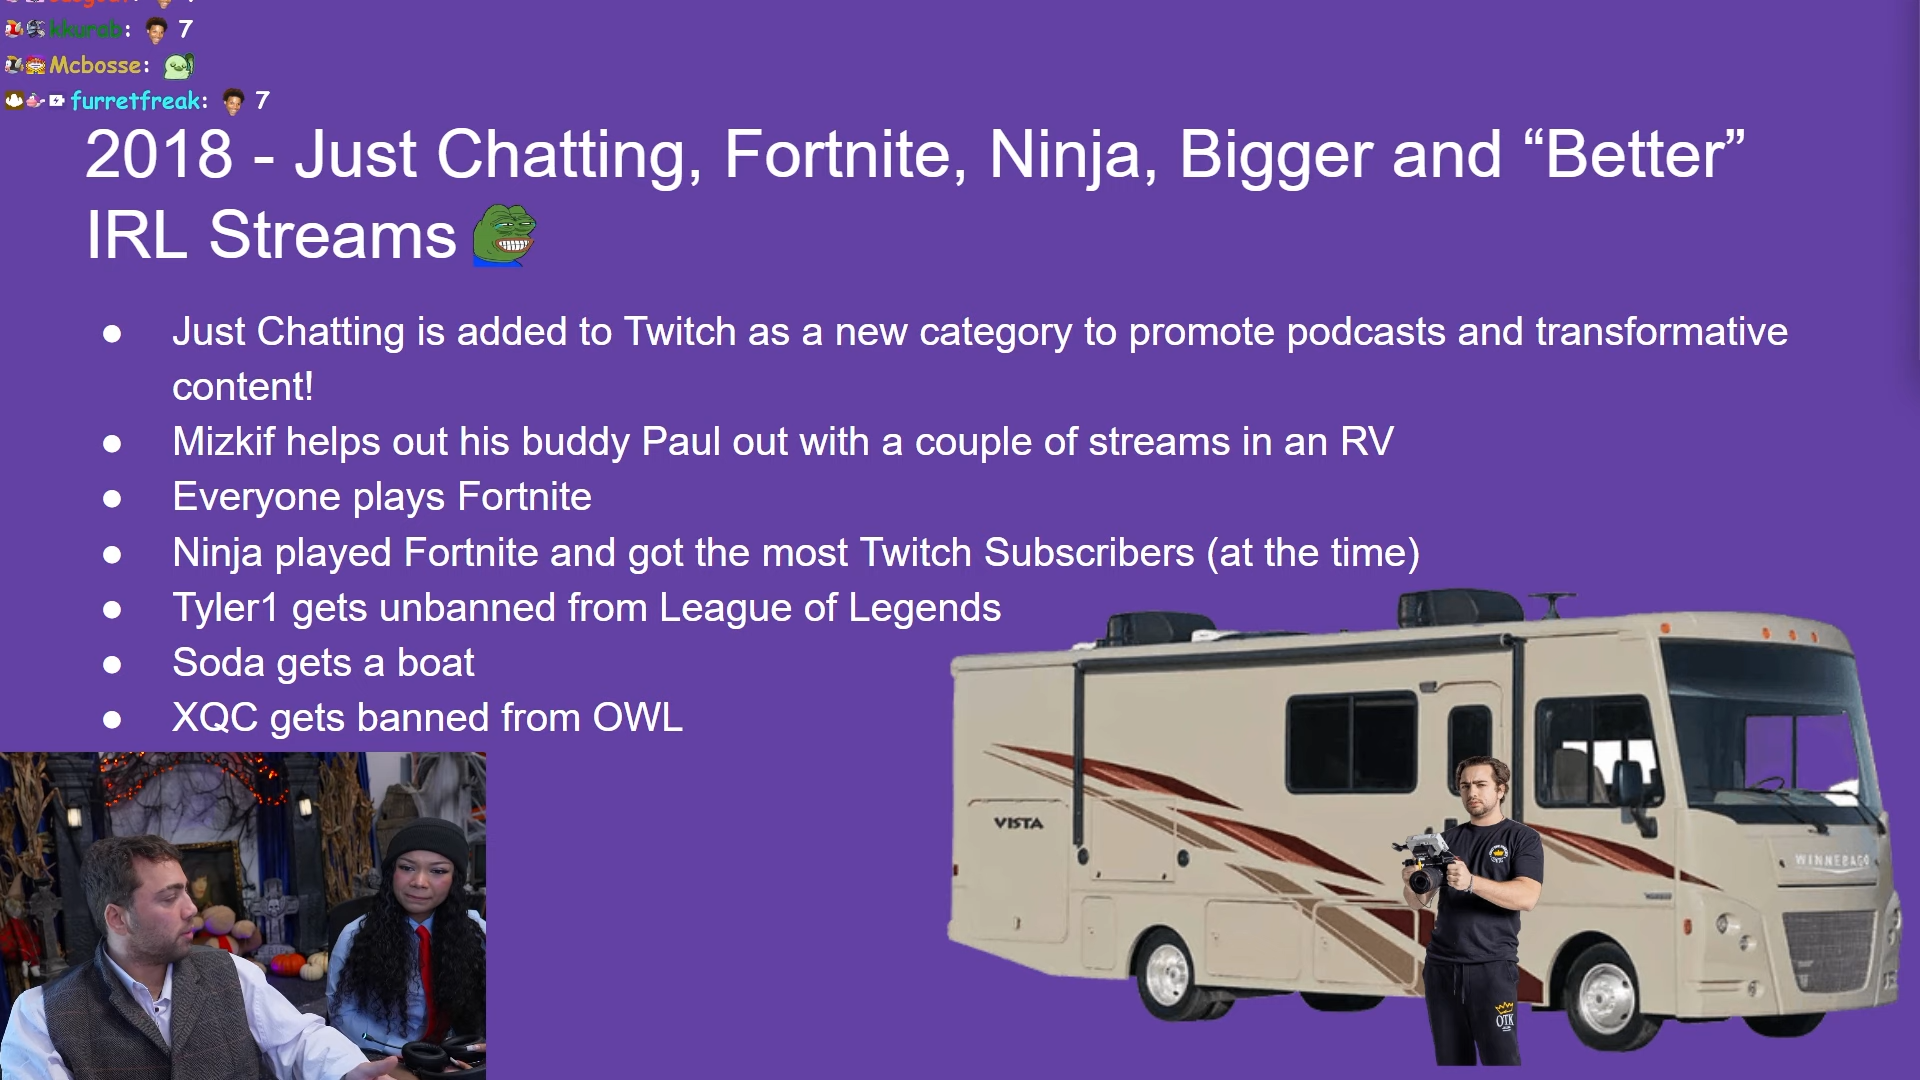 kkurab: 7
Mcbosse:
furretfreak: 7
2018 - Just Chatting, Fortnite, Ninja, Bigger and “Better”
IRL Streams
● Just Chatting is added to Twitch as a new category to promote podcasts and transformative
content!
● Mizkif helps out his buddy Paul out with a couple of streams in an RV
● Everyone plays Fortnite
● Ninja played Fortnite and got the most Twitch Subscribers (at the time)
● Tyler1 gets unbanned from League of Legends
● Soda gets a boat
● XQC gets banned from OWL
VISTA
WINNEBAGO
OTK